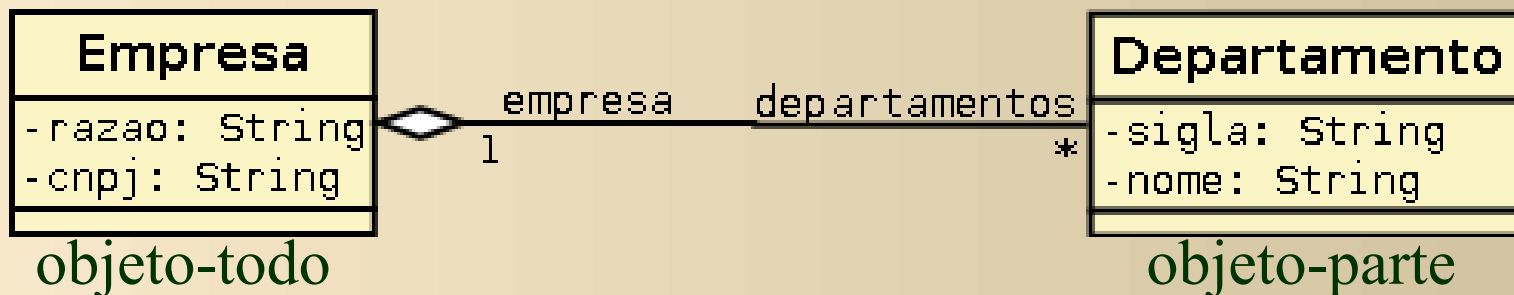 Empresa
-razao: String
-cnpj: String
empresa
1
departamentos
*
Departamento
-sigla: String
-nome: String
objeto-todo
objeto-parte